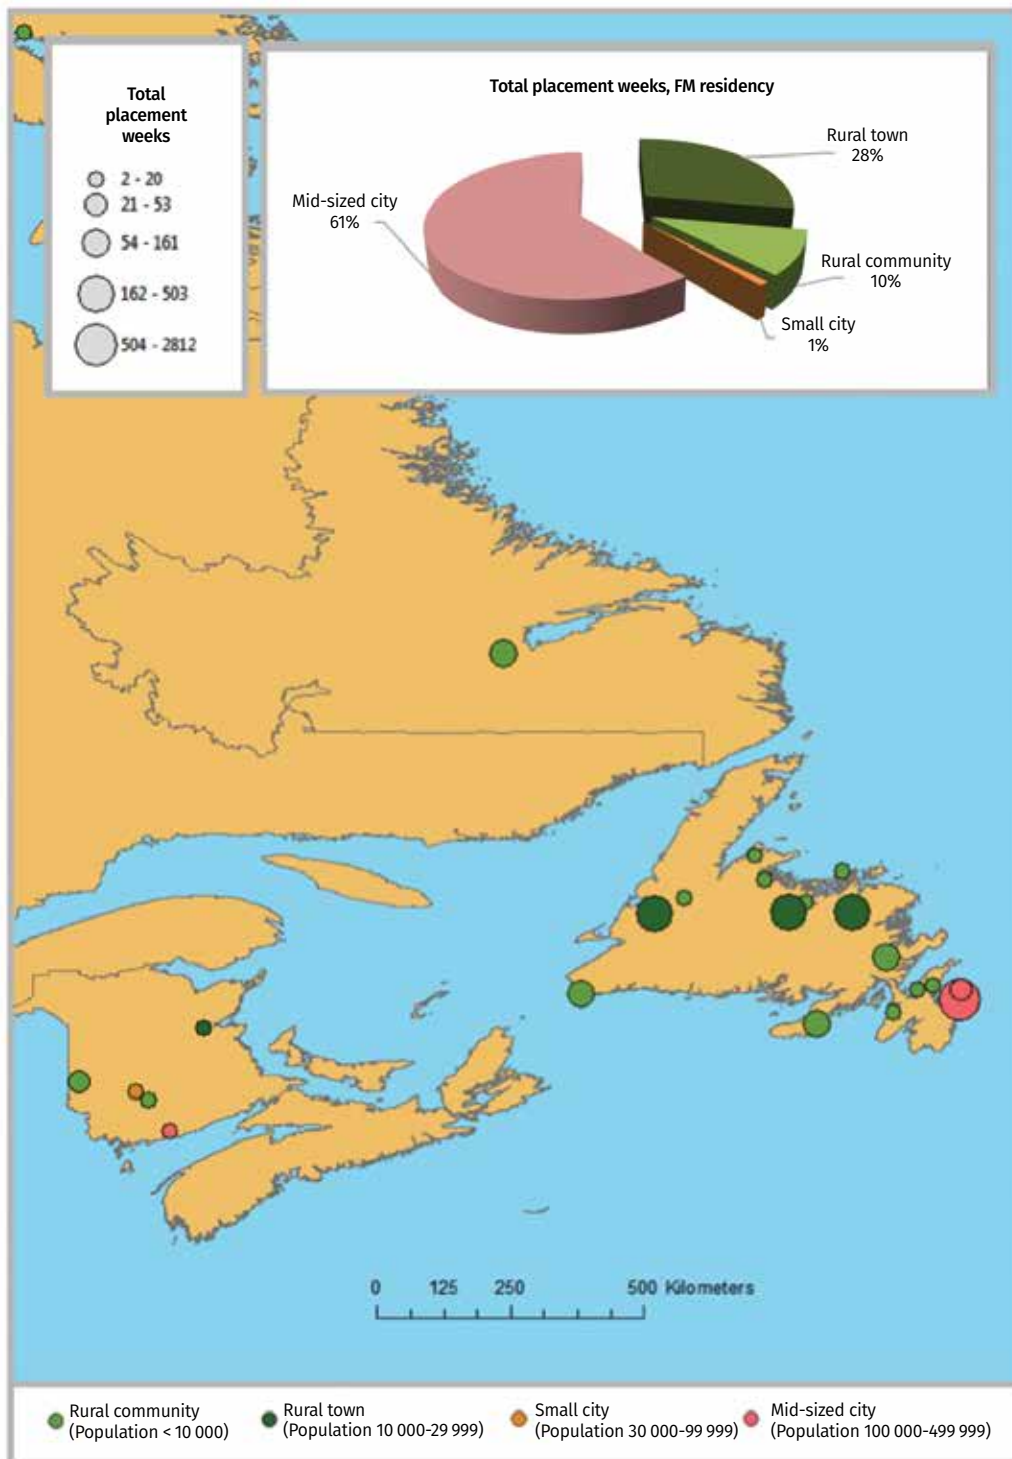 Total
placement
weeks
2 - 20
21 - 53
54 - 161
162 - 503
504 - 2812
Total placement weeks, FM residency
Rural town
28%
Mid-sized city
61%
Rural community
10%
Small city
1%
0 125 250 500 Kilometers
Rural community
(Population < 10 000)
Rural town
(Population 10 000-29 999)
Small city
(Population 30 000-99 999)
Mid-sized city
(Population 100 000-499 999)